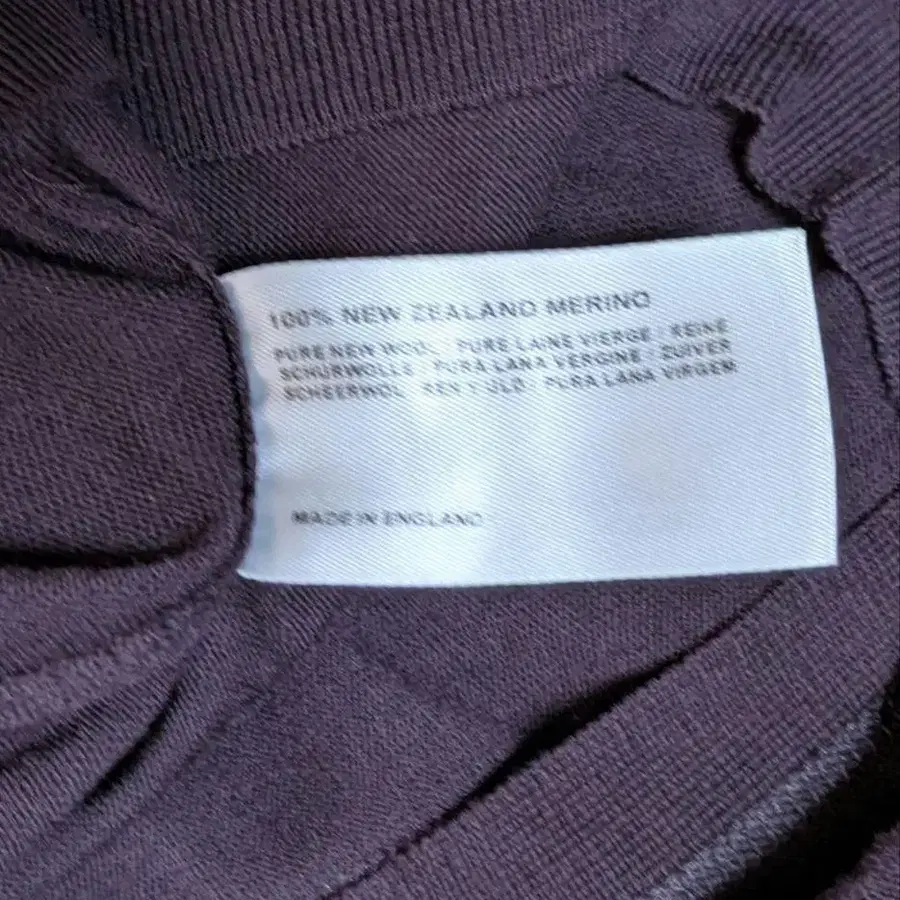 100% NEW ZEALAND MERINO
PURE NEW WOOL / PURE LAINE VIERGE / REINE
SCHURWOLLE / PURA LANA VERGINE / ZUIVER
SCHEERWOL / REN Y ULD / PURA LANA VIRGEM
MADE IN ENGLAND